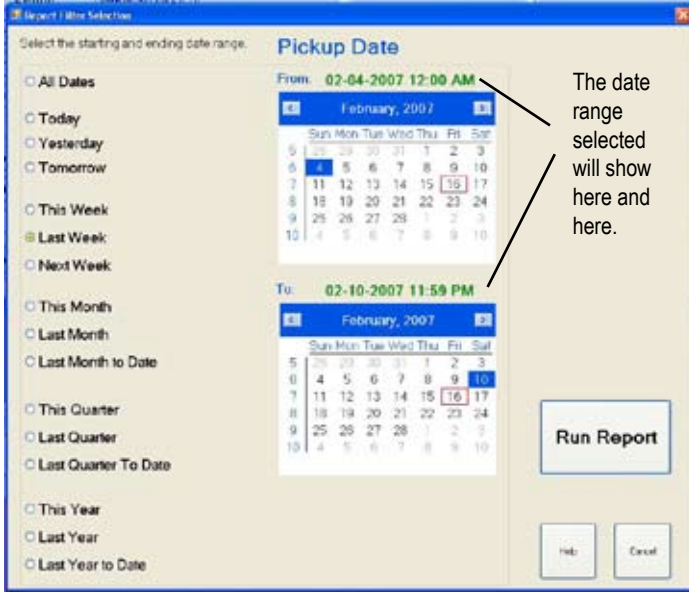 Report Filter Selection
Select the starting and ending date range.
Pickup Date
All Dates
Today
Yesterday
Tomorrow
This Week
Last Week
Next Week
This Month
Last Month
Last Month to Date
This Quarter
Last Quarter
Last Quarter To Date
This Year
Last Year
Last Year to Date
From: 02-04-2007 12:00 AM
February, 2007
Sun Mon Tue Wed Thu Fri Sat
5 28 29 30 31 1 2 3
6 4 5 6 7 8 9 10
7 11 12 13 14 15 16 17
8 18 19 20 21 22 23 24
9 25 26 27 28 1 2 3
10 4 5 6 7 8 9 10
To: 02-10-2007 11:59 PM
February, 2007
Sun Mon Tue Wed Thu Fri Sat
5 28 29 30 31 1 2 3
6 4 5 6 7 8 9 10
7 11 12 13 14 15 16 17
8 18 19 20 21 22 23 24
9 25 26 27 28 1 2 3
10 4 5 6 7 8 9 10
The date
range
selected
will show
here and
here.
Run Report
Help
Cancel